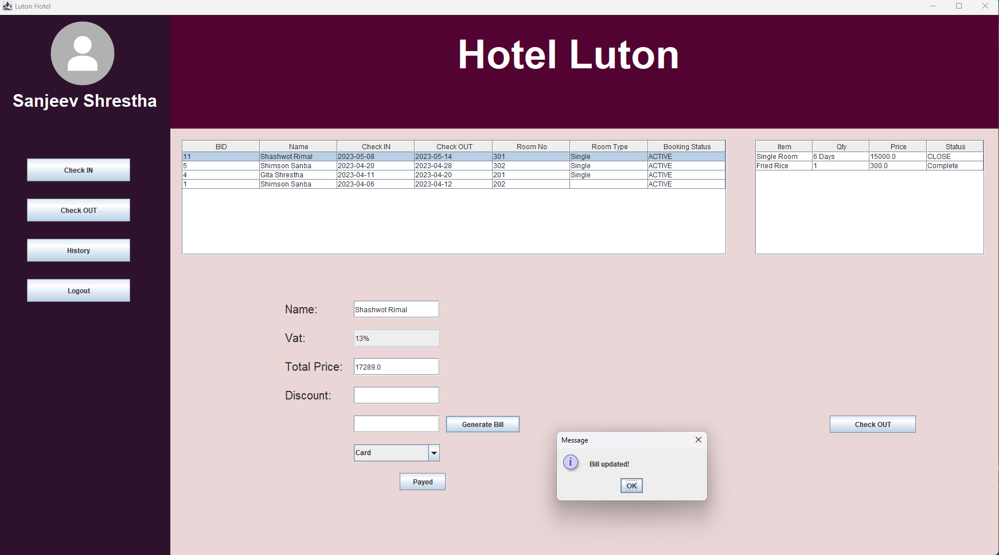 Luton Hotel
Hotel Luton
Sanjeev Shrestha
Check IN
Check OUT
History
Logout
BID Name Check IN Check OUT Room No Room Type Booking Status
11 Shashwot Rimal 2023-05-08 2023-05-14 301 Single ACTIVE
5 Shimson Sanba 2023-04-20 2023-04-28 302 Single ACTIVE
4 Gita Shrestha 2023-04-11 2023-04-20 201 Single ACTIVE
1 Shimson Sanba 2023-04-06 2023-04-12 202 ACTIVE
Item Qty Price Status
Single Room 6 Days 15000.0 CLOSE
Fried Rice 1 300.0 Complete
Name: Shashwot Rimal
Vat: 13%
Total Price: 17289.0
Discount:
Generate Bill
Card
Payed
Check OUT
Message
Bill updated!
OK